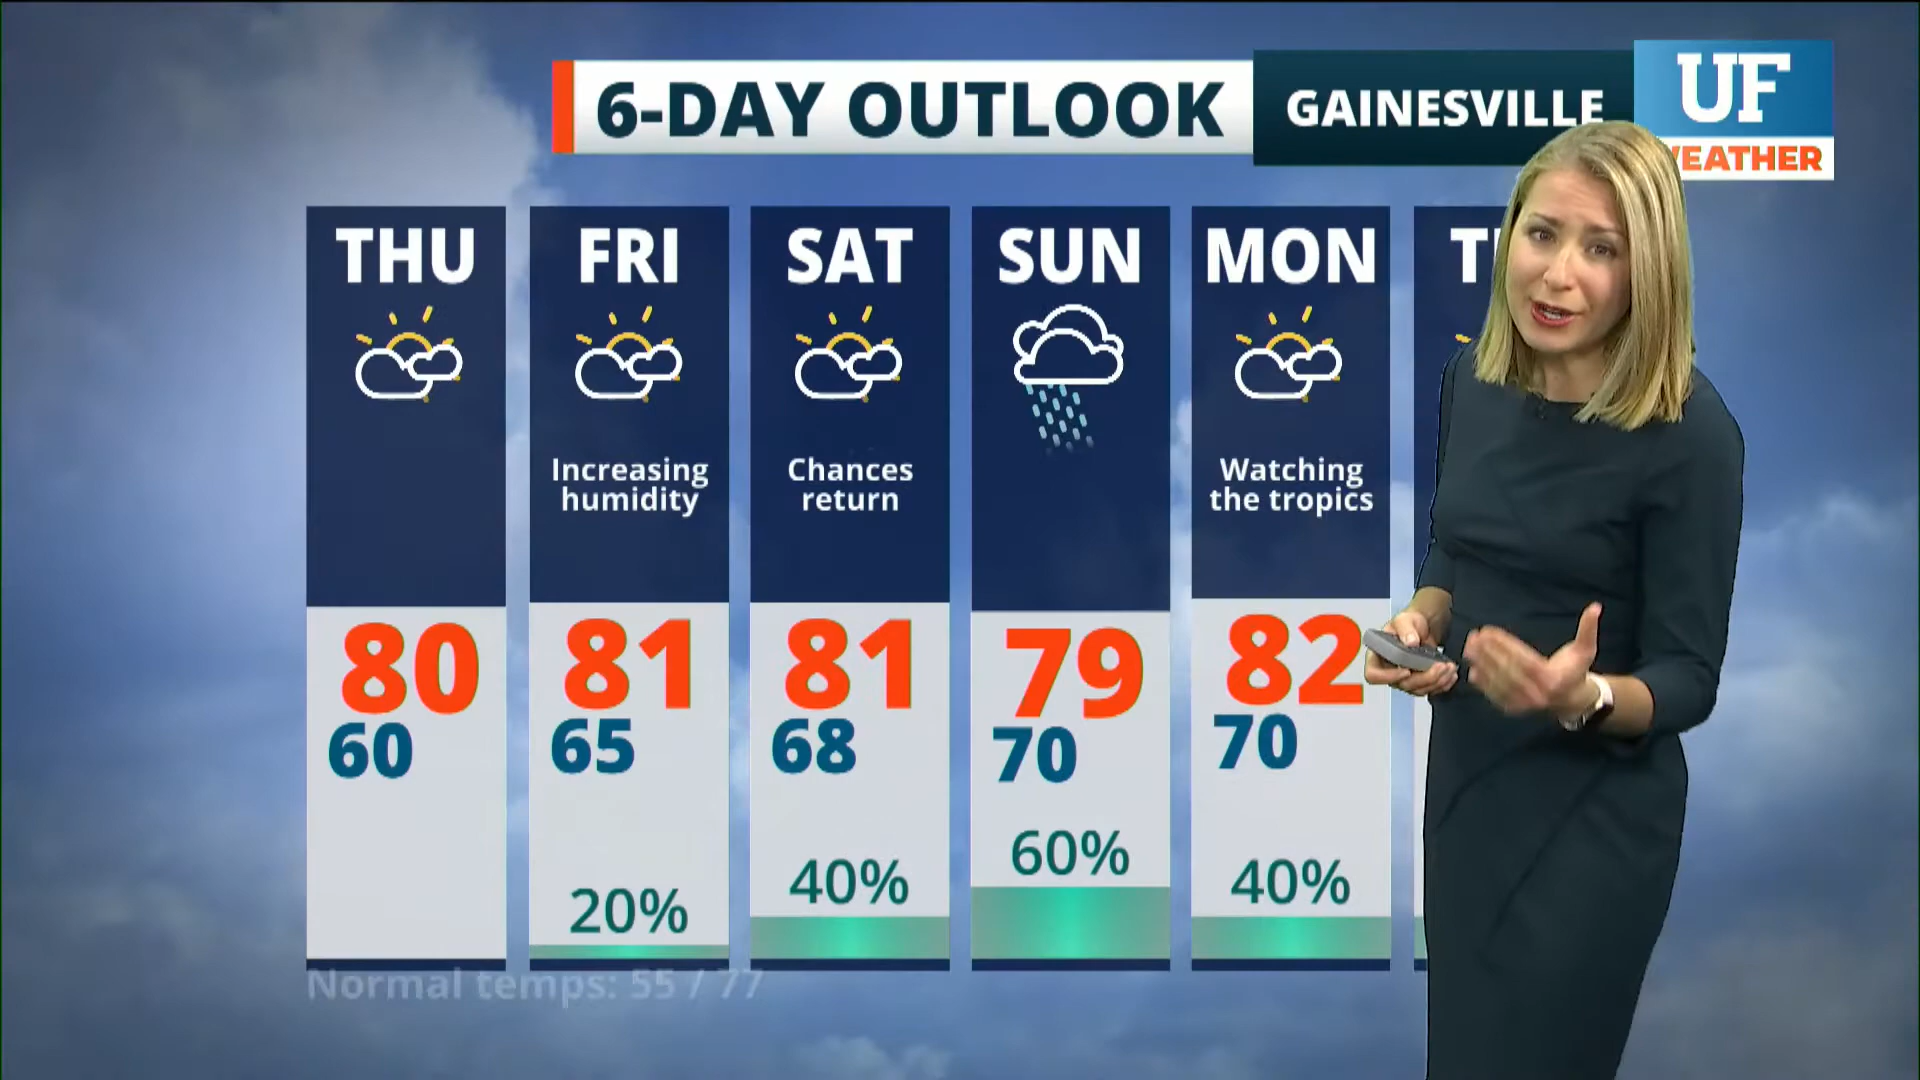 6-DAY OUTLOOK
GAINESVILLE
UF
WEATHER
THU
FRI
SAT
SUN
MON
Increasing
humidity
Chances
return
Watching
the tropics
80
81
81
79
82
60
65
68
70
70
20%
40%
60%
40%
Normal temps: 55 / 77